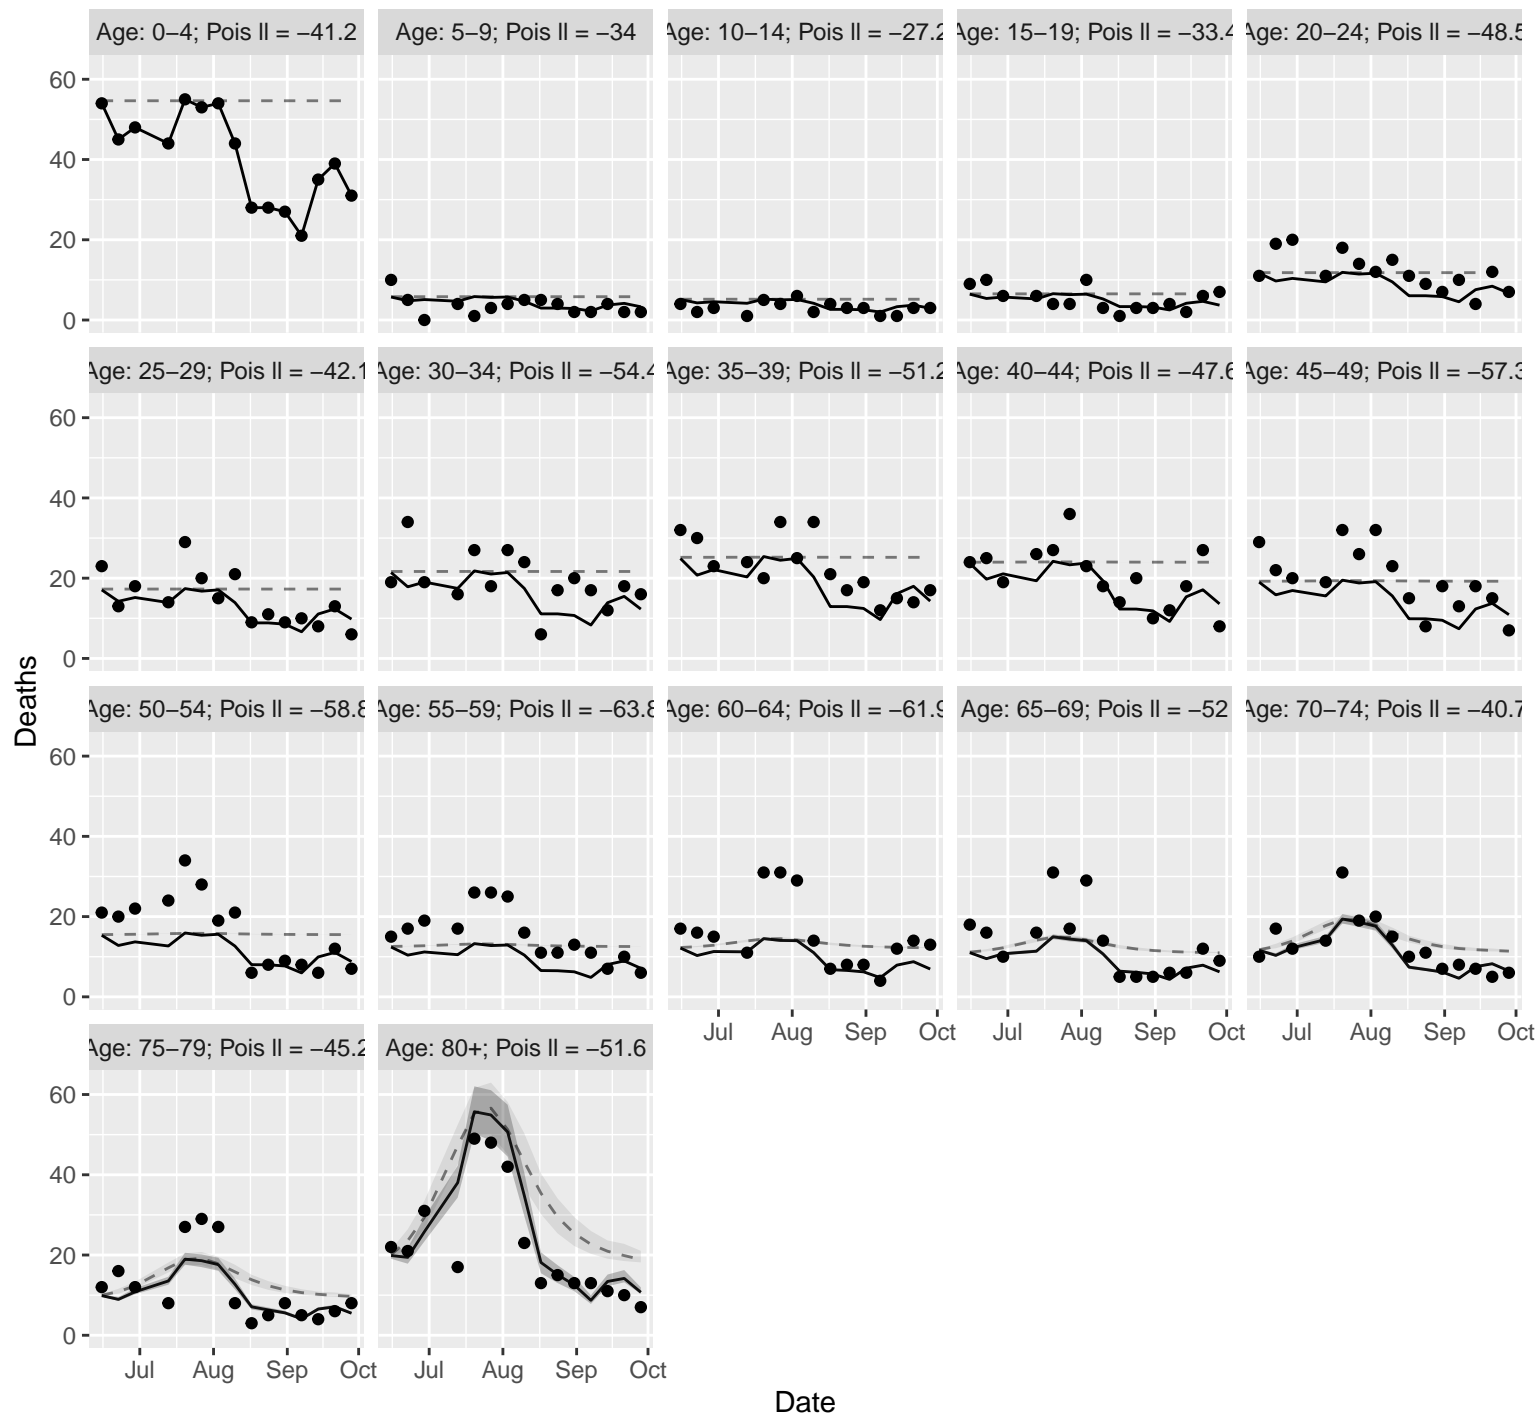 Age: 0–4; Pois ll = −41.2
Age: 5–9; Pois ll = −34
Age: 10–14; Pois ll = −27.2
Age: 15–19; Pois ll = −33.4
Age: 20–24; Pois ll = −48.5
60
40
20
0
Age: 25–29; Pois ll = −42.1
Age: 30–34; Pois ll = −54.4
Age: 35–39; Pois ll = −51.2
Age: 40–44; Pois ll = −47.6
Age: 45–49; Pois ll = −57.3
60
40
20
0
Deaths
Age: 50–54; Pois ll = −58.8
Age: 55–59; Pois ll = −63.8
Age: 60–64; Pois ll = −61.9
Age: 65–69; Pois ll = −52
Age: 70–74; Pois ll = −40.7
60
40
20
0
Jul Aug Sep Oct
Jul Aug Sep Oct
Jul Aug Sep Oct
Age: 75–79; Pois ll = −45.2
Age: 80+; Pois ll = −51.6
60
40
20
0
Jul Aug Sep Oct
Jul Aug Sep Oct
Date